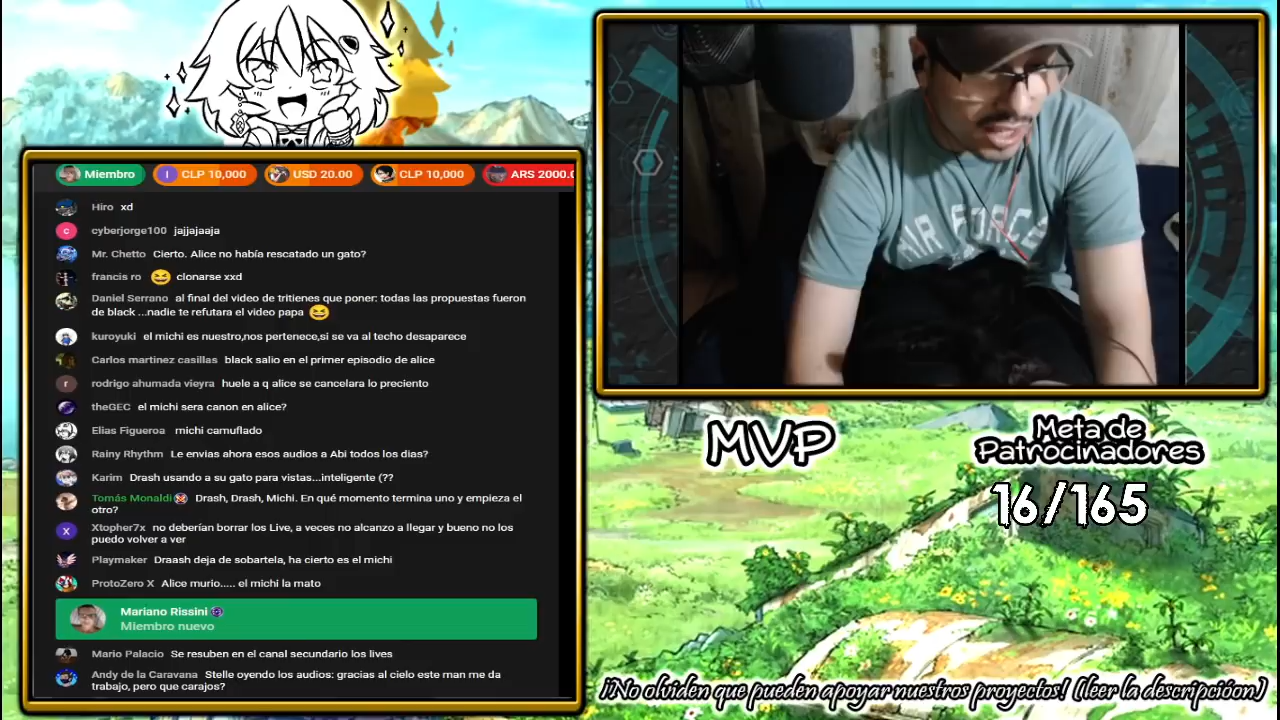 Miembro
I CLP 10,000
USD 20.00
CLP 10,000
ARS 2000.0
Hiro xd
c cyberjorge100 jajjajaaja
Mr. Chetto Cierto. Alice no había rescatado un gato?
francis ro 😆 clonarse xxd
Daniel Serrano al final del video de tritienes que poner: todas las propuestas fueron
de black ...nadie te refutara el video papa 😆
kuroyuki el michi es nuestro,nos pertenece,si se va al techo desaparece
Carlos martinez casillas black salio en el primer episodio de alice
r rodrigo ahumada vieyra huele a q alice se cancelara lo preciento
theGEC el michi sera canon en alice?
Elias Figueroa michi camuflado
Rainy Rhythm Le envias ahora esos audios a Abi todos los dias?
Karim Drash usando a su gato para vistas...inteligente (??
Tomás Monaldi Drash, Drash, Michi. En qué momento termina uno y empieza el
otro?
X Xtopher7x no deberían borrar los Live, a veces no alcanzo a llegar y bueno no los
puedo volver a ver
Playmaker Draash deja de sobartela, ha cierto es el michi
ProtoZero X Alice murio..... el michi la mato
Mariano Rissini
Miembro nuevo
Mario Palacio Se resuben en el canal secundario los lives
Andy de la Caravana Stelle oyendo los audios: gracias al cielo este man me da
trabajo, pero que carajos?
AIR FORCE
MVP
Meta de
Patrocinadores
16/165
¡¡No olviden que pueden apoyar nuestros proyectos! (leer la descripcióon)